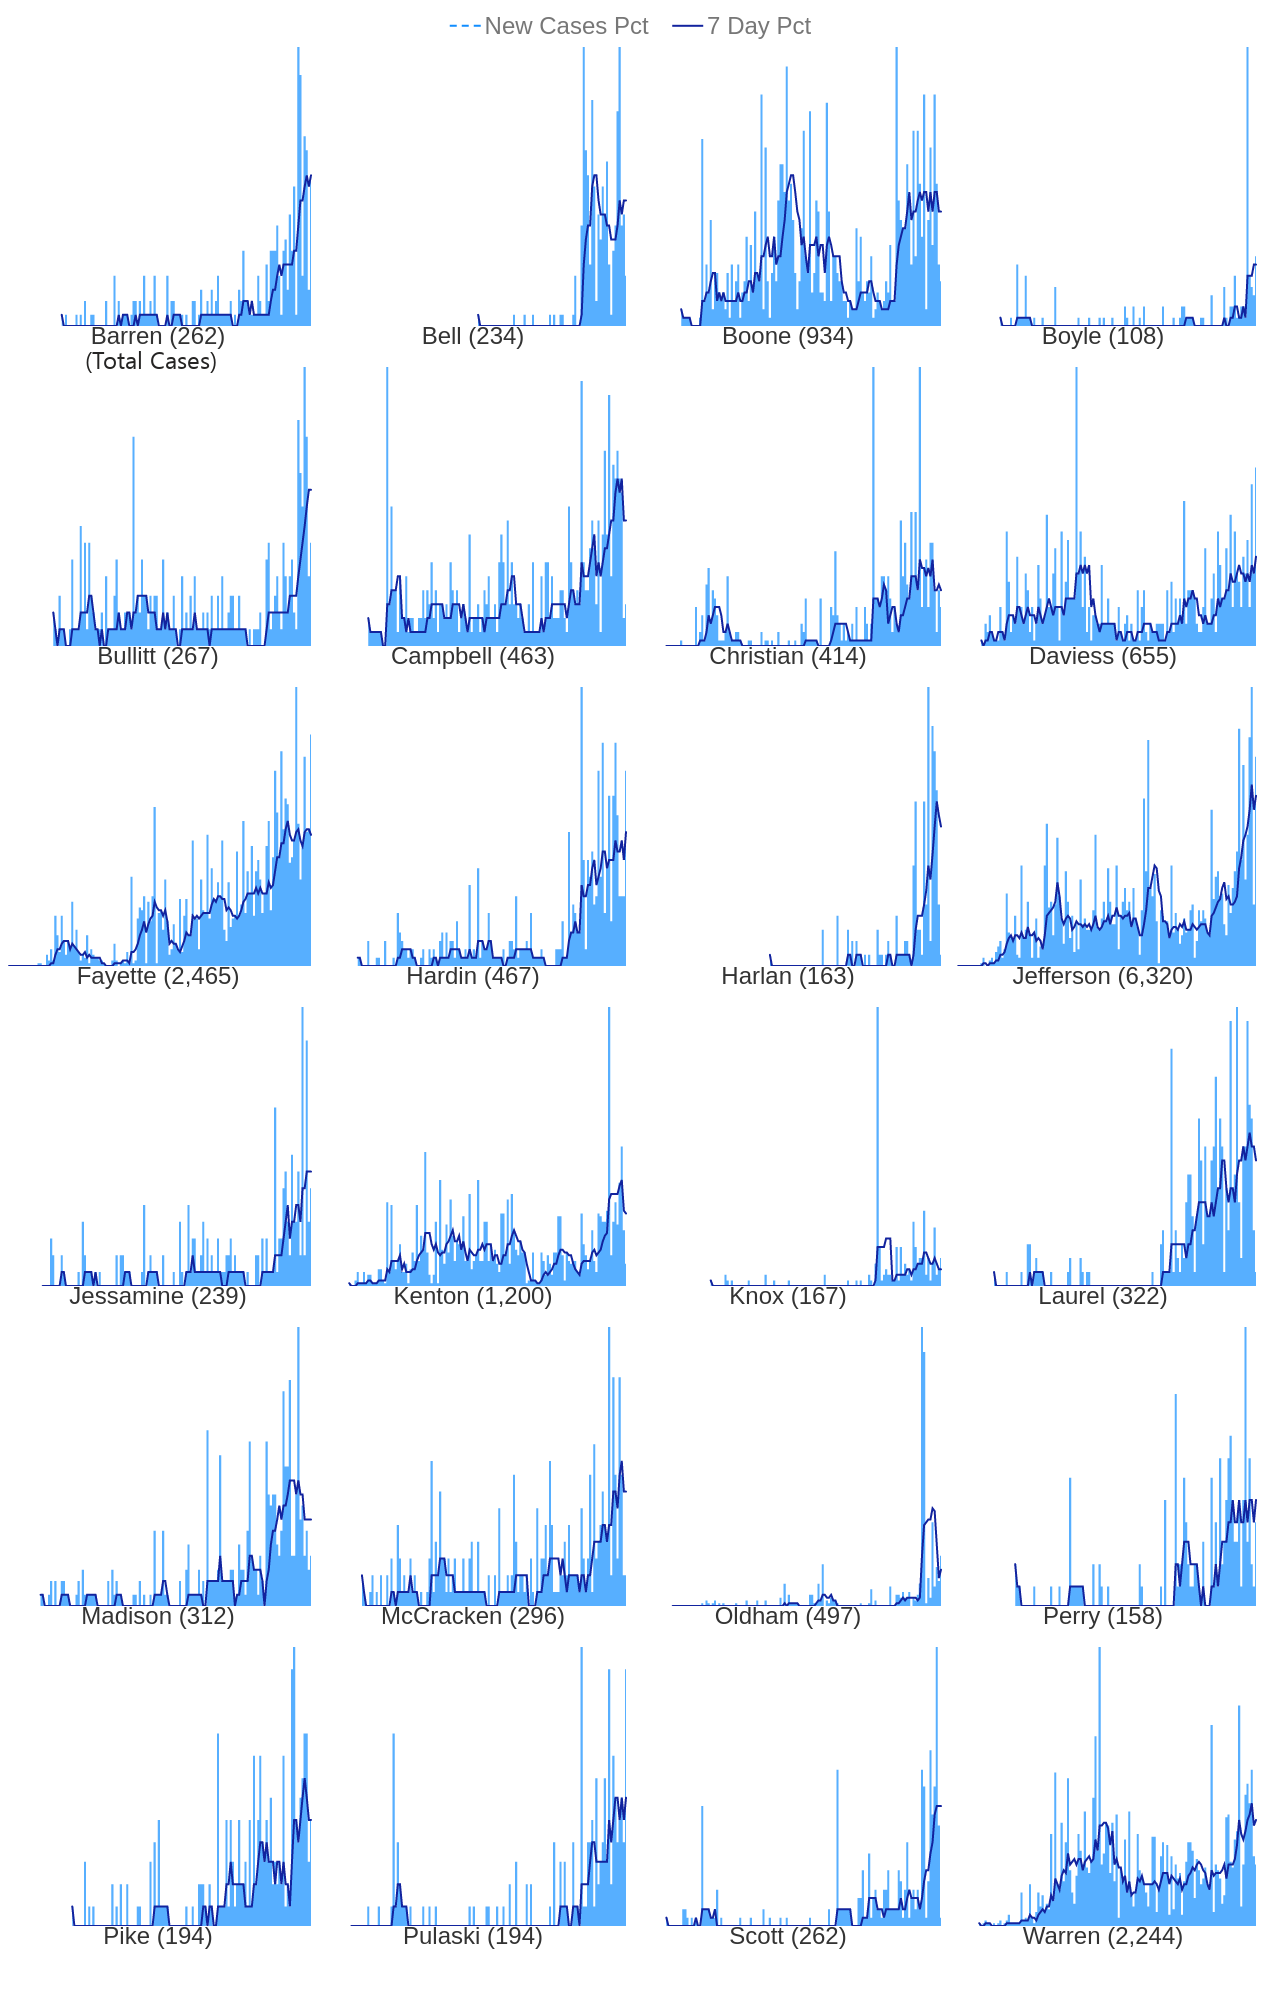 New Cases Pct 7 Day Pct
Barren (262) Bell (234) Boone (934) Boyle (108)
(Total Cases)
Bullitt (267) Campbell (463) Christian (414) Daviess (655)
Fayette (2,465) Hardin (467) Harlan (163) Jefferson (6,320)
Jessamine (239) Kenton (1,200) Knox (167) Laurel (322)
Madison (312) McCracken (296) Oldham (497) Perry (158)
Pike (194) Pulaski (194) Scott (262) Warren (2,244)